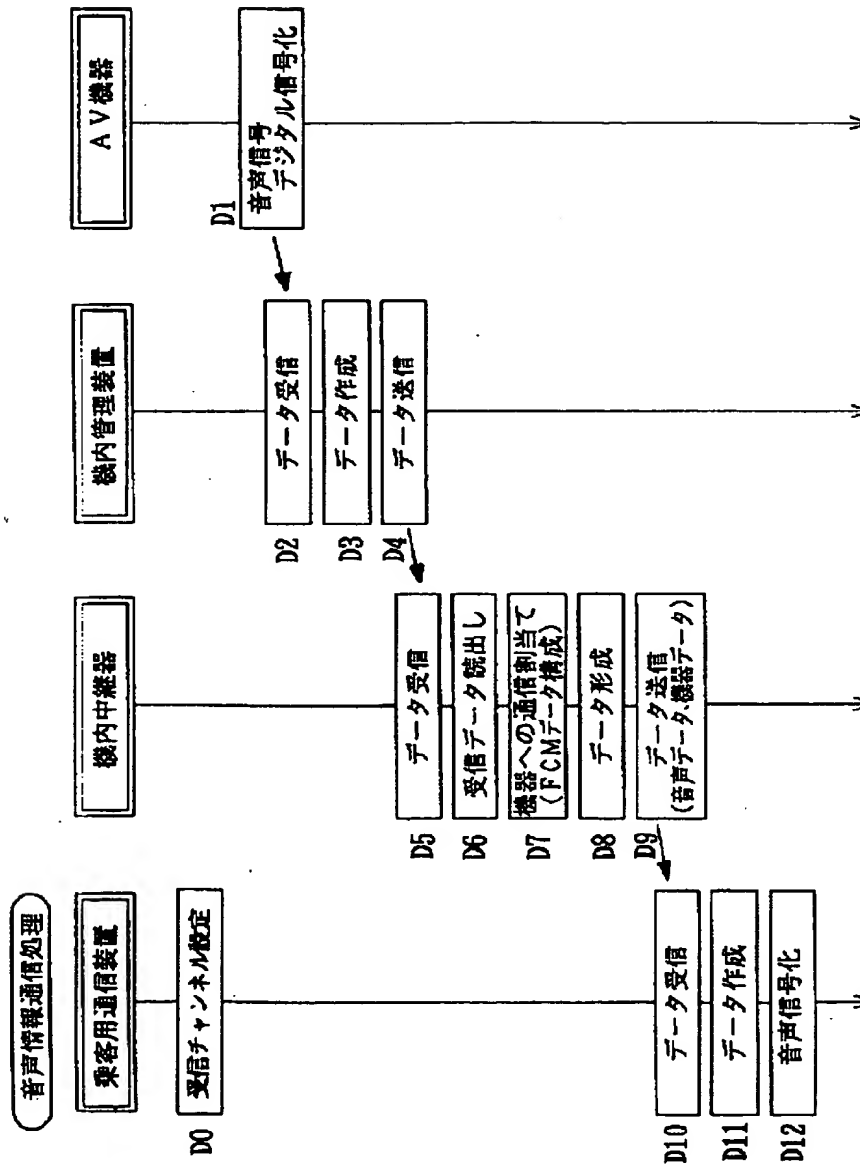 音声情報通信処理
乗客用通信装置
機内中継器
機内管理装置
AV機器
D0
受信チャンネル設定
D1
音声信号
デジタル信号化
D2
データ受信
D3
データ作成
D4
データ送信
D5
データ受信
D6
受信データ読出し
D7
機器への通信割当て
(FCMデータ構成)
D8
データ形成
D9
データ送信
(音声データ、機器データ)
D10
データ受信
D11
データ作成
D12
音声信号化